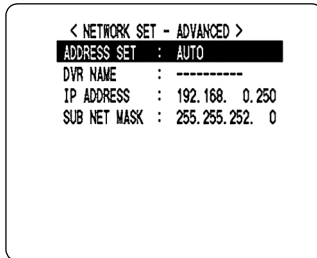 < NETWORK SET - ADVANCED >
ADDRESS SET : AUTO
DVR NAME : ----------
IP ADDRESS : 192.168. 0.250
SUB NET MASK : 255.255.252. 0